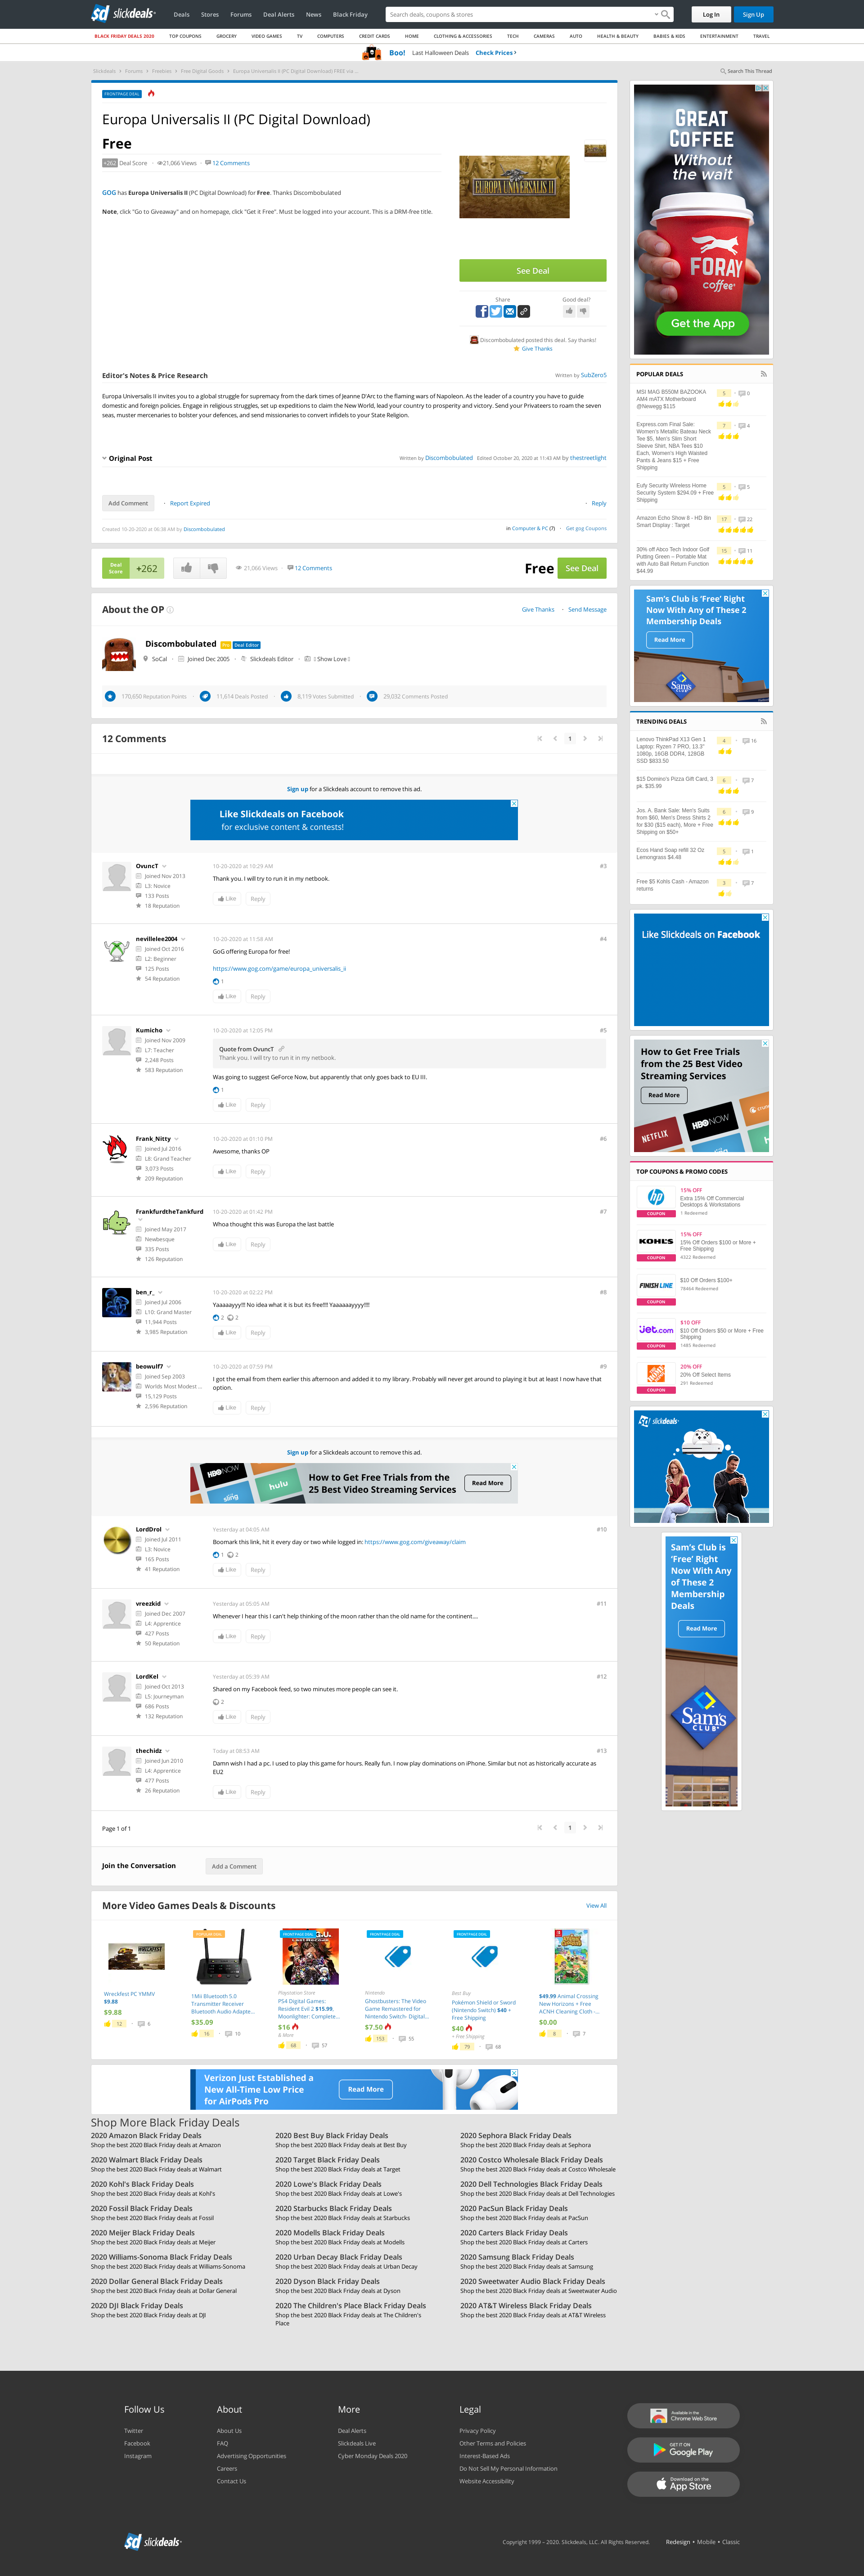 slickdeals
Deals Stores Forums Deal Alerts News Black Friday
Search deals, coupons & stores
Log In Sign Up
BLACK FRIDAY DEALS 2020 TOP COUPONS GROCERY VIDEO GAMES TV COMPUTERS CREDIT CARDS HOME CLOTHING & ACCESSORIES TECH CAMERAS AUTO HEALTH & BEAUTY BABIES & KIDS ENTERTAINMENT TRAVEL
Boo! Last Halloween Deals Check Prices
Slickdeals Forums Freebies Free Digital Goods Europa Universalis II (PC Digital Download) FREE via ...
Search This Thread
FRONTPAGE DEAL
Europa Universalis II (PC Digital Download)
Free
+262 Deal Score 21,066 Views 12 Comments
GOG has Europa Universalis II (PC Digital Download) for Free. Thanks Discombobulated
Note, click "Go to Giveaway" and on homepage, click "Get it Free". Must be logged into your account. This is a DRM-free title.
EUROPA UNIVERSALIS II
See Deal
Share
Good deal?
Discombobulated posted this deal. Say thanks!
Give Thanks
Editor's Notes & Price Research
Written by SubZero5
Europa Universalis II invites you to a global struggle for supremacy from the dark times of Jeane D'Arc to the flaming wars of Napoleon. As the leader of a country you have to guide
domestic and foreign policies. Engage in religious struggles, set up expeditions to claim the New World, lead your country to prosperity and victory. Send your Privateers to roam the seven
seas, muster mercenaries to bolster your defences, and send missionaries to convert infidels to your State Religion.
Original Post
Written by Discombobulated Edited October 20, 2020 at 11:43 AM by thestreetlight
Add Comment
Report Expired
Reply
Created 10-20-2020 at 06:38 AM by Discombobulated
in Computer & PC (7) Get gog Coupons
Deal Score +262
21,066 Views 12 Comments
Free See Deal
About the OP
Give Thanks Send Message
Discombobulated Pro Deal Editor
SoCal Joined Dec 2005 Slickdeals Editor Show Love
170,650 Reputation Points 11,614 Deals Posted 8,119 Votes Submitted 29,032 Comments Posted
12 Comments
1
Sign up for a Slickdeals account to remove this ad.
Like Slickdeals on Facebook
for exclusive content & contests!
OvuncT
Joined Nov 2013
L3: Novice
133 Posts
18 Reputation
10-20-2020 at 10:29 AM
#3
Thank you. I will try to run it in my netbook.
Like Reply
nevillelee2004
Joined Oct 2016
L2: Beginner
125 Posts
54 Reputation
10-20-2020 at 11:58 AM
#4
GoG offering Europa for free!
https://www.gog.com/game/europa_universalis_ii
1
Like Reply
Kumicho
Joined Nov 2009
L7: Teacher
2,248 Posts
583 Reputation
10-20-2020 at 12:05 PM
#5
Quote from OvuncT
Thank you. I will try to run it in my netbook.
Was going to suggest GeForce Now, but apparently that only goes back to EU III.
1
Like Reply
Frank_Nitty
Joined Jul 2016
L8: Grand Teacher
3,073 Posts
209 Reputation
10-20-2020 at 01:10 PM
#6
Awesome, thanks OP
Like Reply
FrankfurdtheTankfurd
Joined May 2017
Newbesque
335 Posts
126 Reputation
10-20-2020 at 01:42 PM
#7
Whoa thought this was Europe the last battle
Like Reply
ben_r_
Joined Jul 2006
L10: Grand Master
11,944 Posts
3,985 Reputation
10-20-2020 at 02:22 PM
#8
Yaaaaayyy!!! No idea what it is but its free!!!! Yaaaaaayyyy!!!!
2 2
Like Reply
beowulf7
Joined Sep 2003
Worlds Most Modest ...
15,129 Posts
2,596 Reputation
10-20-2020 at 07:59 PM
#9
I got the email from them earlier this afternoon and added it to my library. Probably will never get around to playing it but at least I now have that
option.
Like Reply
Sign up for a Slickdeals account to remove this ad.
sling hulu
How to Get Free Trials from the
25 Best Video Streaming Services
Read More
LordDrol
Joined Jul 2011
L3: Novice
165 Posts
41 Reputation
Yesterday at 04:05 AM
#10
Boomark this link, hit it every day or two while logged in: https://www.gog.com/giveaway/claim
1 2
Like Reply
vreezkid
Joined Dec 2007
L4: Apprentice
427 Posts
50 Reputation
Yesterday at 05:05 AM
#11
Whenever I hear this I can't help thinking of the moon rather than the old name for the continent....
Like Reply
LordKel
Joined Oct 2013
L5: Journeyman
686 Posts
132 Reputation
Yesterday at 05:39 AM
#12
Shared on my Facebook feed, so two minutes more people can see it.
2
Like Reply
thechidz
Joined Jun 2010
L4: Apprentice
477 Posts
26 Reputation
Today at 08:53 AM
#13
Damn wish I had a pc. I used to play this game for hours. Really fun. I now play dominations on iPhone. Similar but not as historically accurate as
EU2
Like Reply
Page 1 of 1
1
Join the Conversation
Add a Comment
More Video Games Deals & Discounts
View All
Wreckfest PC YMMV
$9.88
$9.88
12 6
1Mii Bluetooth 5.0
Transmitter Receiver
Bluetooth Audio Adapte...
$35.09
16 10
FRONTPAGE DEAL
Playstation Store
PS4 Digital Games:
Resident Evil 2 $15.99,
Moonlighter: Complete...
$16
& More
68 57
FRONTPAGE DEAL
Nintendo
Ghostbusters: The Video
Game Remastered for
Nintendo Switch- Digital...
$7.50
153 55
FRONTPAGE DEAL
Best Buy
Pokémon Shield or Sword
(Nintendo Switch) $40 +
Free Shipping
$40
+ Free Shipping
79 68
$49.99 Animal Crossing
New Horizons + Free
ACNH Cleaning Cloth -...
$0.00
8 7
Verizon Just Established a
New All-Time Low Price
for AirPods Pro
Read More
Shop More Black Friday Deals
2020 Amazon Black Friday Deals
Shop the best 2020 Black Friday deals at Amazon
2020 Best Buy Black Friday Deals
Shop the best 2020 Black Friday deals at Best Buy
2020 Sephora Black Friday Deals
Shop the best 2020 Black Friday deals at Sephora
2020 Walmart Black Friday Deals
Shop the best 2020 Black Friday deals at Walmart
2020 Target Black Friday Deals
Shop the best 2020 Black Friday deals at Target
2020 Costco Wholesale Black Friday Deals
Shop the best 2020 Black Friday deals at Costco Wholesale
2020 Kohl's Black Friday Deals
Shop the best 2020 Black Friday deals at Kohl's
2020 Lowe's Black Friday Deals
Shop the best 2020 Black Friday deals at Lowe's
2020 Dell Technologies Black Friday Deals
Shop the best 2020 Black Friday deals at Dell Technologies
2020 Fossil Black Friday Deals
Shop the best 2020 Black Friday deals at Fossil
2020 Starbucks Black Friday Deals
Shop the best 2020 Black Friday deals at Starbucks
2020 PacSun Black Friday Deals
Shop the best 2020 Black Friday deals at PacSun
2020 Meijer Black Friday Deals
Shop the best 2020 Black Friday deals at Meijer
2020 Modells Black Friday Deals
Shop the best 2020 Black Friday deals at Modells
2020 Carters Black Friday Deals
Shop the best 2020 Black Friday deals at Carters
2020 Williams-Sonoma Black Friday Deals
Shop the best 2020 Black Friday deals at Williams-Sonoma
2020 Urban Decay Black Friday Deals
Shop the best 2020 Black Friday deals at Urban Decay
2020 Samsung Black Friday Deals
Shop the best 2020 Black Friday deals at Samsung
2020 Dollar General Black Friday Deals
Shop the best 2020 Black Friday deals at Dollar General
2020 Dyson Black Friday Deals
Shop the best 2020 Black Friday deals at Dyson
2020 Sweetwater Audio Black Friday Deals
Shop the best 2020 Black Friday deals at Sweetwater Audio
2020 DJI Black Friday Deals
Shop the best 2020 Black Friday deals at DJI
2020 The Children's Place Black Friday Deals
Shop the best 2020 Black Friday deals at The Children's
Place
2020 AT&T Wireless Black Friday Deals
Shop the best 2020 Black Friday deals at AT&T Wireless
GREAT
COFFEE
Without the
wait
FORAY
coffee
Get the App
POPULAR DEALS
MSI MAG B550M BAZOOKA
AM4 mATX Motherboard
@Newegg $115
5 0
Express.com Final Sale:
Women's Metallic Bateau Neck
Tee $5, Men's Slim Short
Sleeve Shirt, NBA Tees $10
Each, Women's High Waisted
Pants & Jeans $15 + Free
Shipping
7 4
Eufy Security Wireless Home
Security System $294.09 + Free
Shipping
5 5
Amazon Echo Show 8 - HD 8in
Smart Display : Target
17 22
30% off Abco Tech Indoor Golf
Putting Green – Portable Mat
with Auto Ball Return Function
$44.99
15 11
Sam's Club is 'Free' Right
Now With Any of These 2
Membership Deals
Read More
Sam's
TRENDING DEALS
Lenovo ThinkPad X13 Gen 1
Laptop: Ryzen 7 PRO, 13.3"
1080p, 16GB DDR4, 128GB
SSD $833.50
4 16
$15 Domino's Pizza Gift Card, 3
pk. $35.99
6 7
Jos. A. Bank Sale: Men's Suits
from $60, Men's Dress Shirts 2
for $30 ($15 each), More + Free
Shipping on $50+
6 9
Ecos Hand Soap refill 32 Oz
Lemongrass $4.48
5 1
Free $5 Kohls Cash - Amazon
returns
3 7
Like Slickdeals on Facebook
How to Get Free Trials
from the 25 Best Video
Streaming Services
Read More
NETFLIX HBONOW
TOP COUPONS & PROMO CODES
hp
COUPON
15% OFF
Extra 15% Off Commercial
Desktops & Workstations
1 Redeemed
KOHL'S
COUPON
15% OFF
15% Off Orders $100 or More +
Free Shipping
4322 Redeemed
FINISH LINE
COUPON
$10 Off Orders $100+
78464 Redeemed
jet.com
COUPON
$10 OFF
$10 Off Orders $50 or More + Free
Shipping
1485 Redeemed
COUPON
20% OFF
20% Off Select Items
291 Redeemed
slickdeals
Sam's Club is
'Free' Right
Now With Any
of These 2
Membership
Deals
Read More
Sam's
CLUB
Follow Us
Twitter
Facebook
Instagram
About
About Us
FAQ
Advertising Opportunities
Careers
Contact Us
More
Deal Alerts
Slickdeals Live
Cyber Monday Deals 2020
Legal
Privacy Policy
Other Terms and Policies
Interest-Based Ads
Do Not Sell My Personal Information
Website Accessibility
Available in the
Chrome Web Store
GET IT ON
Google Play
Download on the
App Store
slickdeals
Copyright 1999 – 2020. Slickdeals, LLC. All Rights Reserved.
Redesign • Mobile • Classic